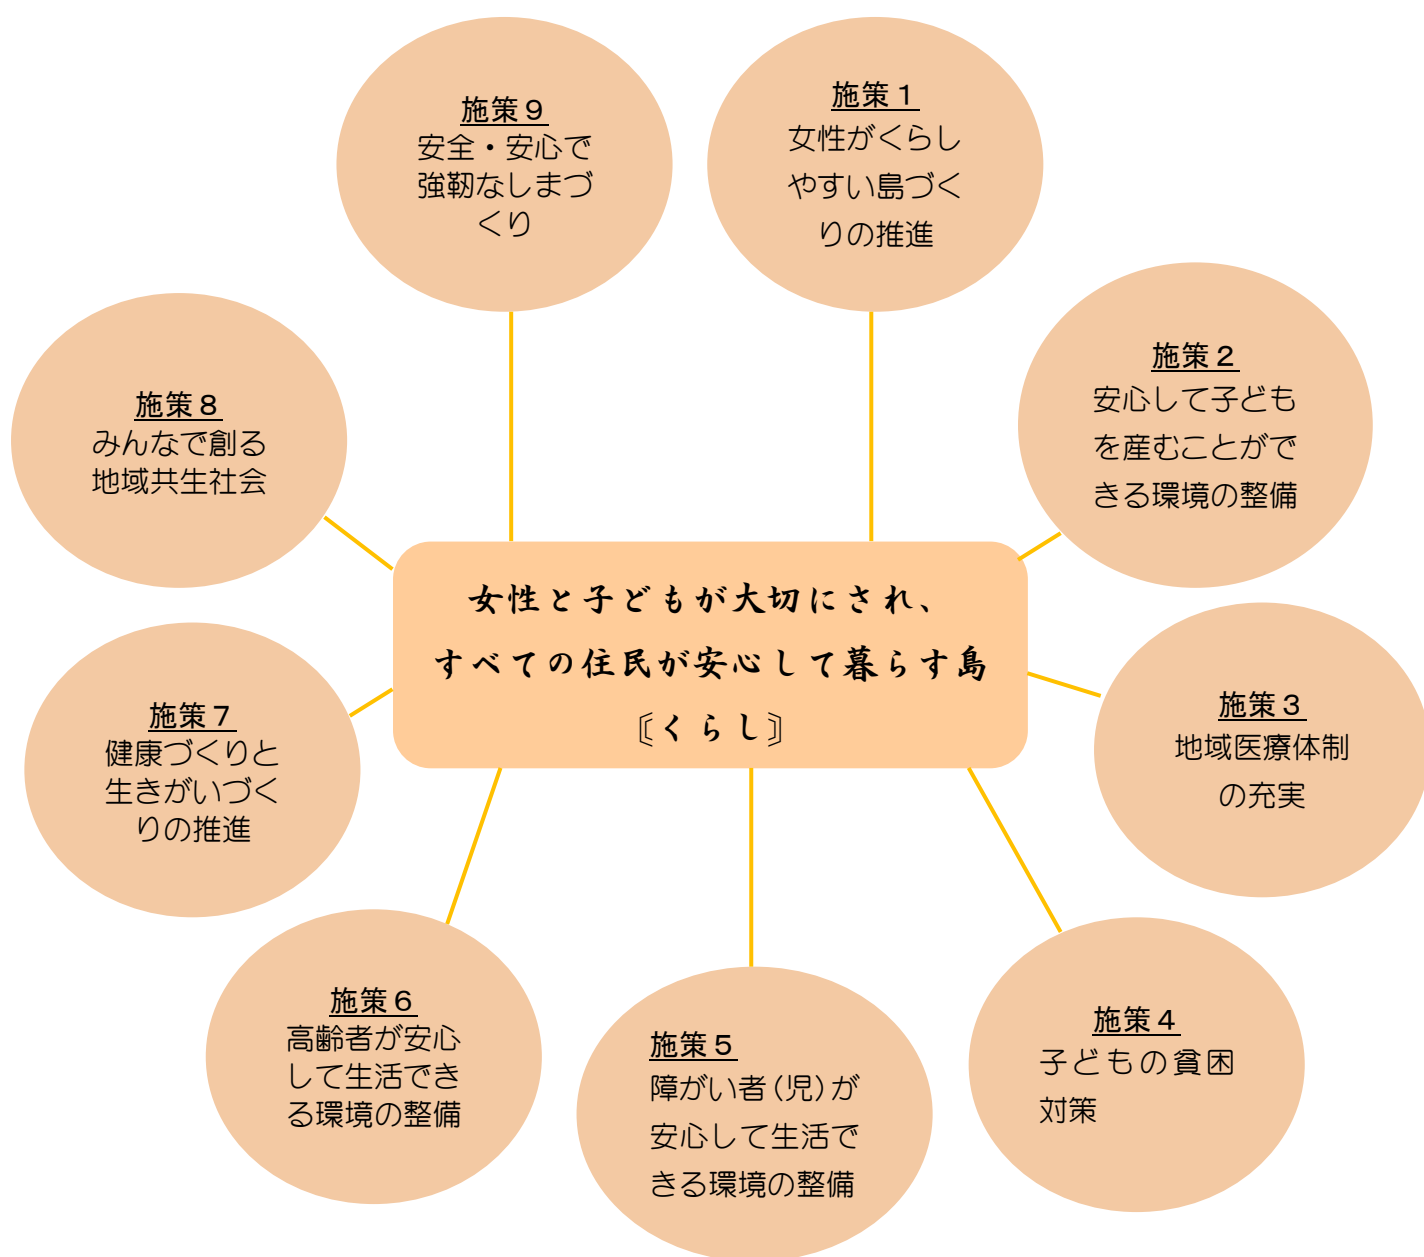 施策１
女性がくらし
やすい島づく
りの推進
施策２
安心して子ども
を産むことがで
きる環境の整備
施策３
地域医療体制
の充実
施策４
子どもの貧困
対策
施策５
障がい者（児）が
安心して生活で
きる環境の整備
施策６
高齢者が安心
して生活でき
る環境の整備
施策７
健康づくりと
生きがいづく
りの推進
施策８
みんなで創る
地域共生社会
施策９
安全・安心で
強靭なしまづ
くり
女性と子どもが大切にされ、
すべての住民が安心して暮らす島
〖くらし〗